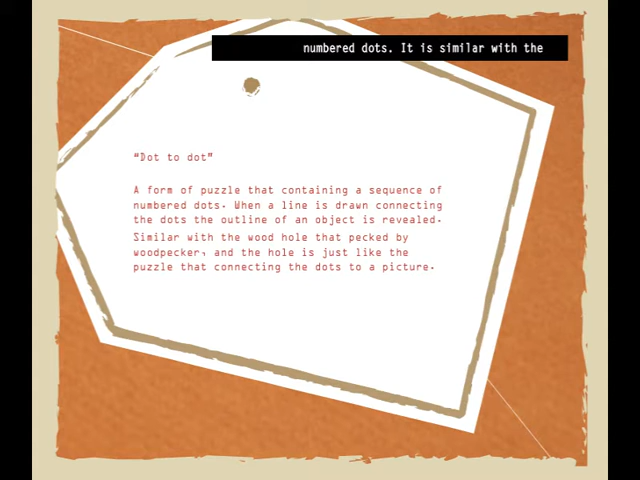 numbered dots. It is similar with the
“Dot to dot”
A form of puzzle that containing a sequence of
numbered dots. When a line is drawn connecting
the dots the outline of an object is revealed.
Similar with the wood hole that pecked by
woodpecker, and the hole is just like the
puzzle that connecting the dots to a picture.